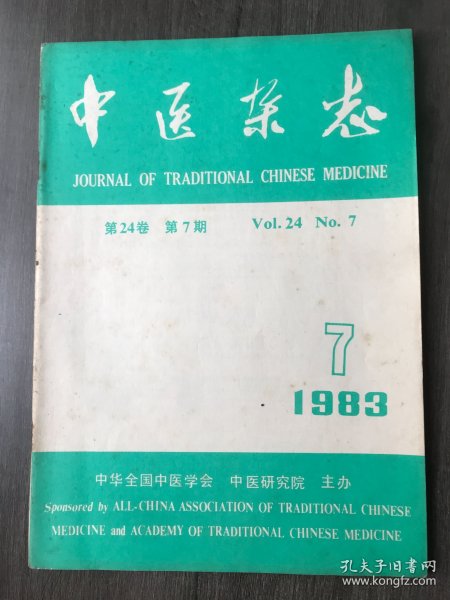 中医杂志
JOURNAL OF TRADITIONAL CHINESE MEDICINE
第24卷 第7期 Vol.24 No.7
7
1983
中华全国中医学会 中医研究院 主办
Sponsored by ALL-CHINA ASSOCIATION OF TRADITIONAL CHINESE
MEDICINE and ACADEMY OF TRADITIONAL CHINESE MEDICINE
孔夫子旧书网
www.kongfz.com